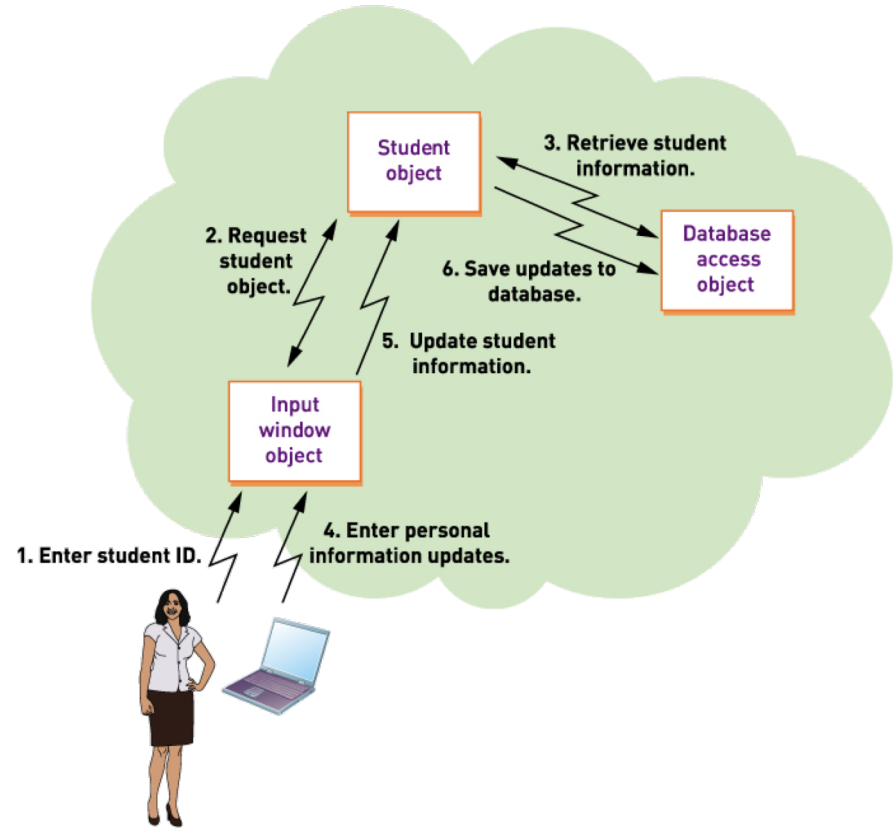 Student
object
3. Retrieve student
information.
2. Request
student
object.
Database
access
object
6. Save updates to
database.
5. Update student
information.
Input
window
object
4. Enter personal
information updates.
1. Enter student ID.